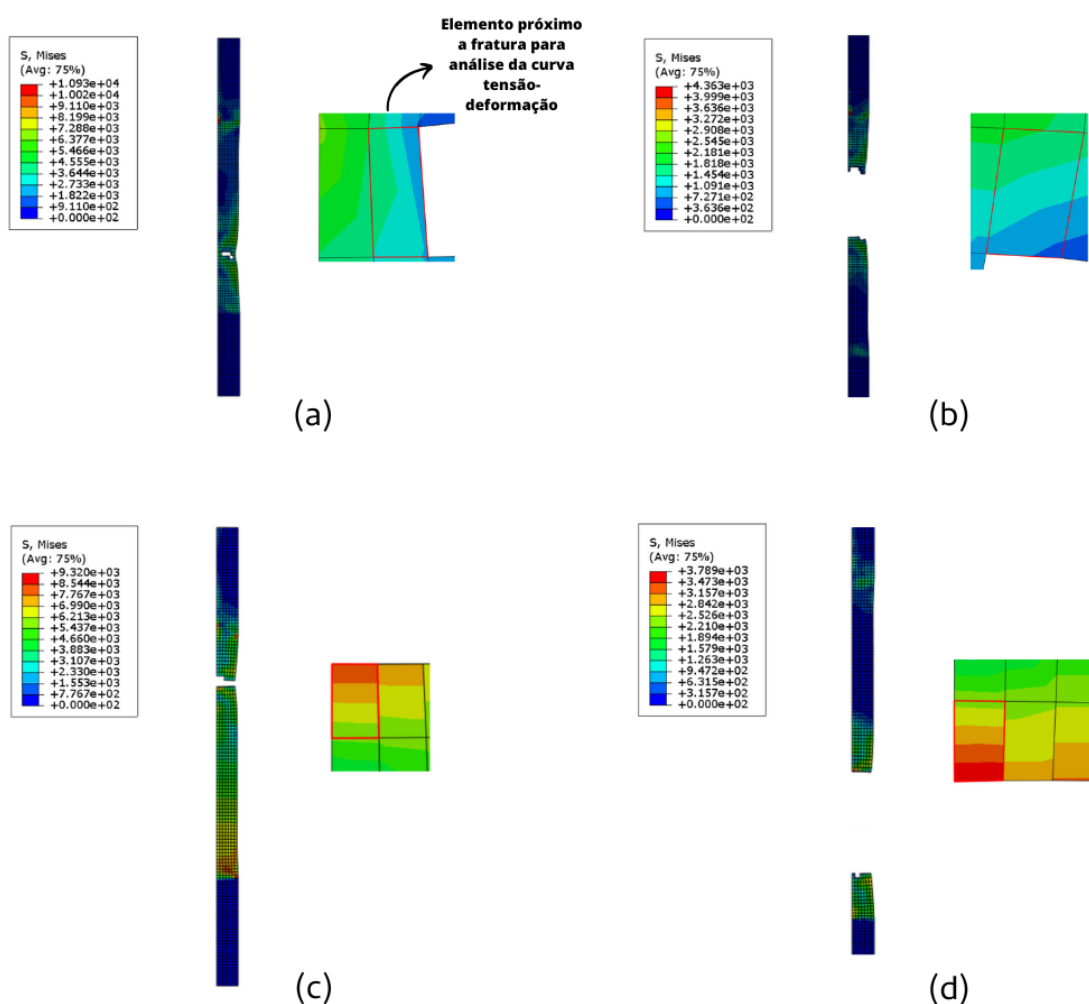 Elemento próximo
a fratura para
análise da curva
tensão-
deformação
S, Mises
(Avg: 75%)
+1.093e+04
+1.002e+04
+9.110e+03
+8.199e+03
+7.288e+03
+6.377e+03
+5.466e+03
+4.555e+03
+3.644e+03
+2.733e+03
+1.822e+03
+9.110e+02
+0.000e+02
(a)
S, Mises
(Avg: 75%)
+4.363e+03
+3.999e+03
+3.636e+03
+3.272e+03
+2.908e+03
+2.545e+03
+2.181e+03
+1.818e+03
+1.454e+03
+1.091e+03
+7.271e+02
+3.636e+02
+0.000e+02
(b)
S, Mises
(Avg: 75%)
+9.320e+03
+8.544e+03
+7.767e+03
+6.990e+03
+6.213e+03
+5.437e+03
+4.660e+03
+3.883e+03
+3.107e+03
+2.330e+03
+1.553e+03
+7.767e+02
+0.000e+02
(c)
S, Mises
(Avg: 75%)
+3.789e+03
+3.473e+03
+3.157e+03
+2.842e+03
+2.526e+03
+2.210e+03
+1.894e+03
+1.579e+03
+1.263e+03
+9.472e+02
+6.315e+02
+3.157e+02
+0.000e+02
(d)